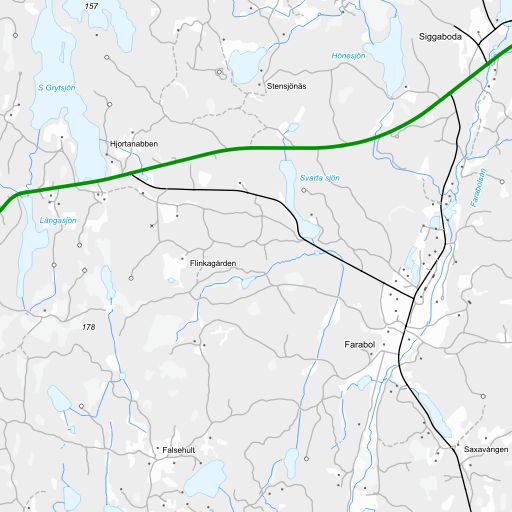 157
Siggaboda
Hönesjön
S Grytsjön
Stensjönäs
Hjortanabben
Svarta sjön
Farabolsån
Långasjön
Flinkagården
178
Farabol
Falsehult
Saxavången